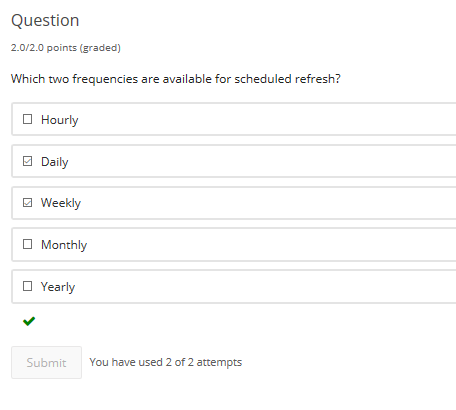 Question
2.0/2.0 points (graded)
Which two frequencies are available for scheduled refresh?
Hourly
Daily
Weekly
Monthly
Yearly
Submit You have used 2 of 2 attempts